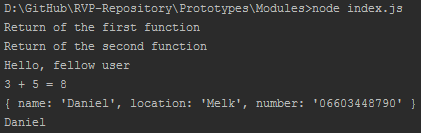 D:\GitHub\RVP-Repository\Prototypes\Modules>node index.js
Return of the first function
Return of the second function
Hello, fellow user
3 + 5 = 8
{ name: 'Daniel', location: 'Melk', number: '06603448790' }
Daniel